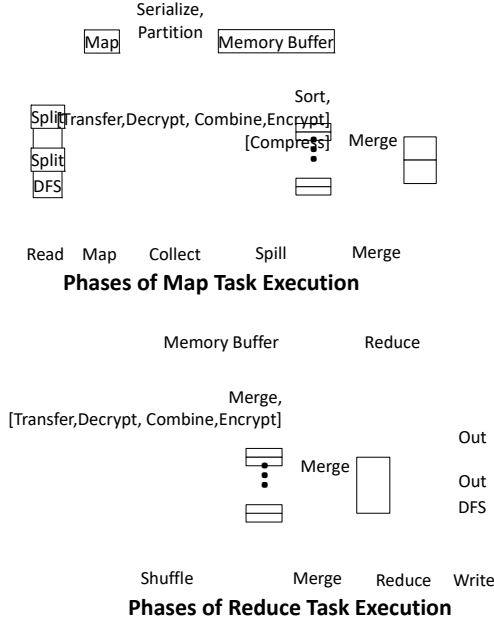 Serialize,
Partition
Map
Memory Buffer
Sort,
Split
[Transfer,Decrypt, Combine,Encrypt]
[Compress]
Merge
Split
DFS
Read Map Collect Spill Merge
Phases of Map Task Execution
Memory Buffer Reduce
Merge,
[Transfer,Decrypt, Combine,Encrypt]
Out
Merge
Out
DFS
Shuffle Merge Reduce Write
Phases of Reduce Task Execution